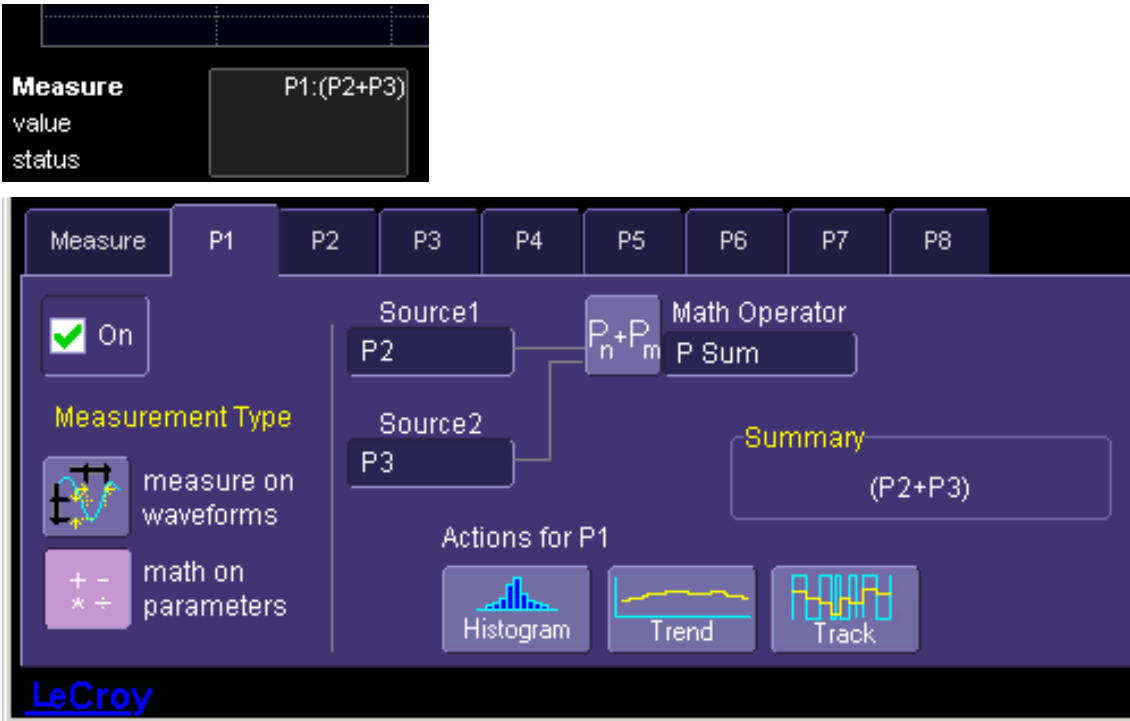 Measure P1:(P2+P3)
value
status
Measure P1 P2 P3 P4 P5 P6 P7 P8
On
Source1
P2
Pn+Pm
Math Operator
P Sum
Measurement Type
Source2
P3
Summary
(P2+P3)
measure on
waveforms
Actions for P1
+ -
* ÷
math on
parameters
Histogram
Trend
Track
LeCroy